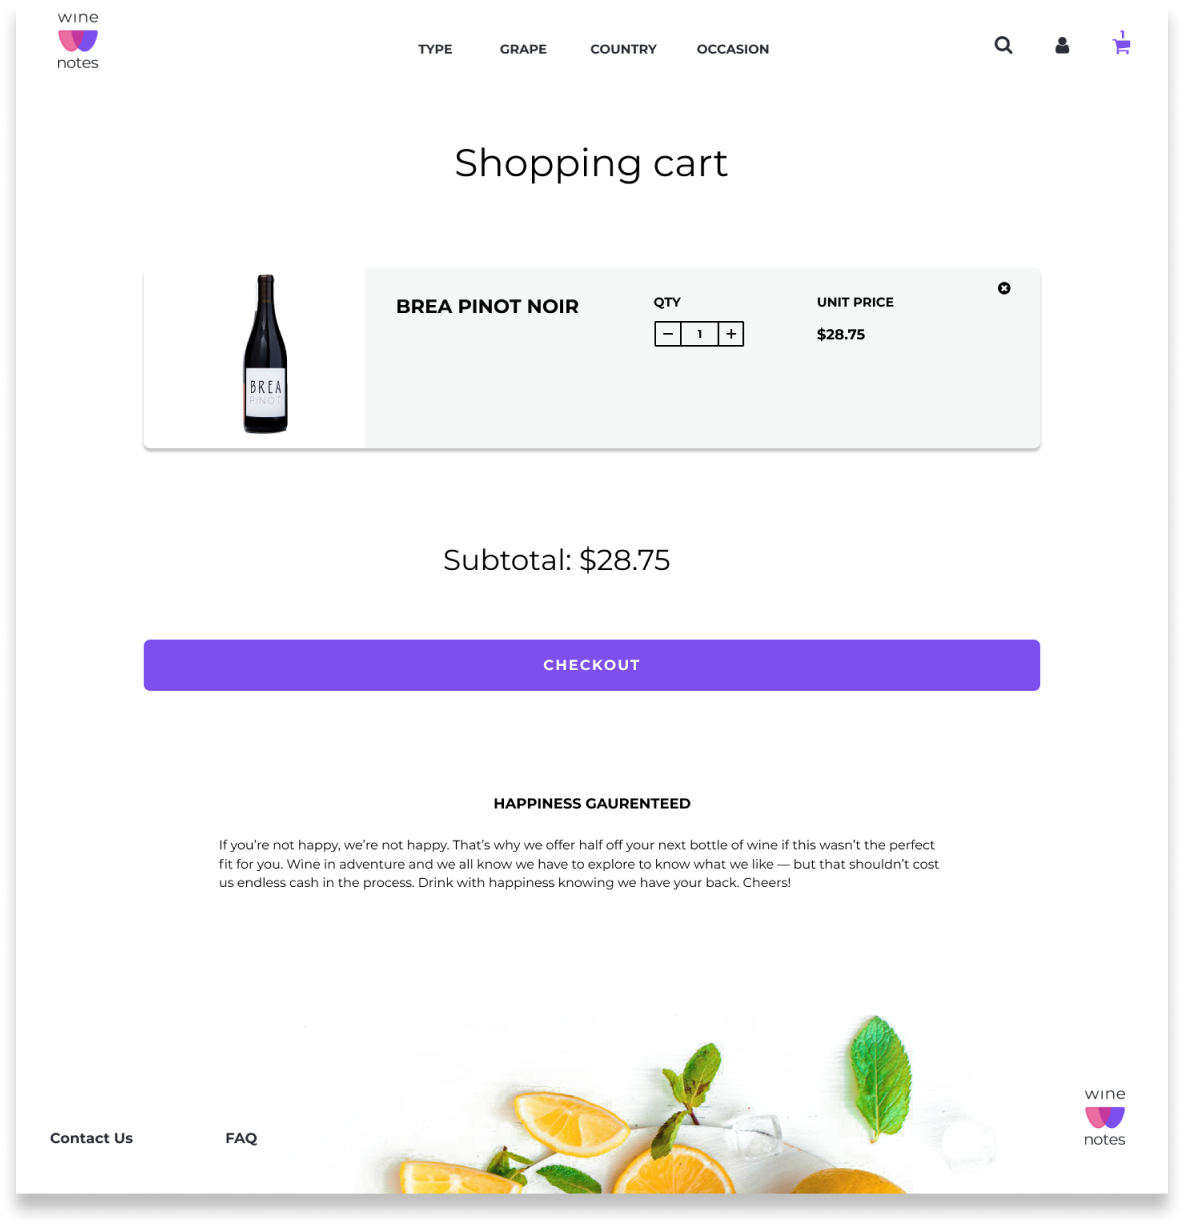 wine
notes
TYPE GRAPE COUNTRY OCCASION
1
Shopping cart
BREA PINOT NOIR
QTY
UNIT PRICE
1
$28.75
BREA
PINOT
Subtotal: $28.75
CHECKOUT
HAPPINESS GAURENTEED
If you're not happy, we're not happy. That's why we offer half off your next bottle of wine if this wasn't the perfect
fit for you. Wine in adventure and we all know we have to explore to know what we like — but that shouldn't cost
us endless cash in the process. Drink with happiness knowing we have your back. Cheers!
Contact Us FAQ
wine
notes